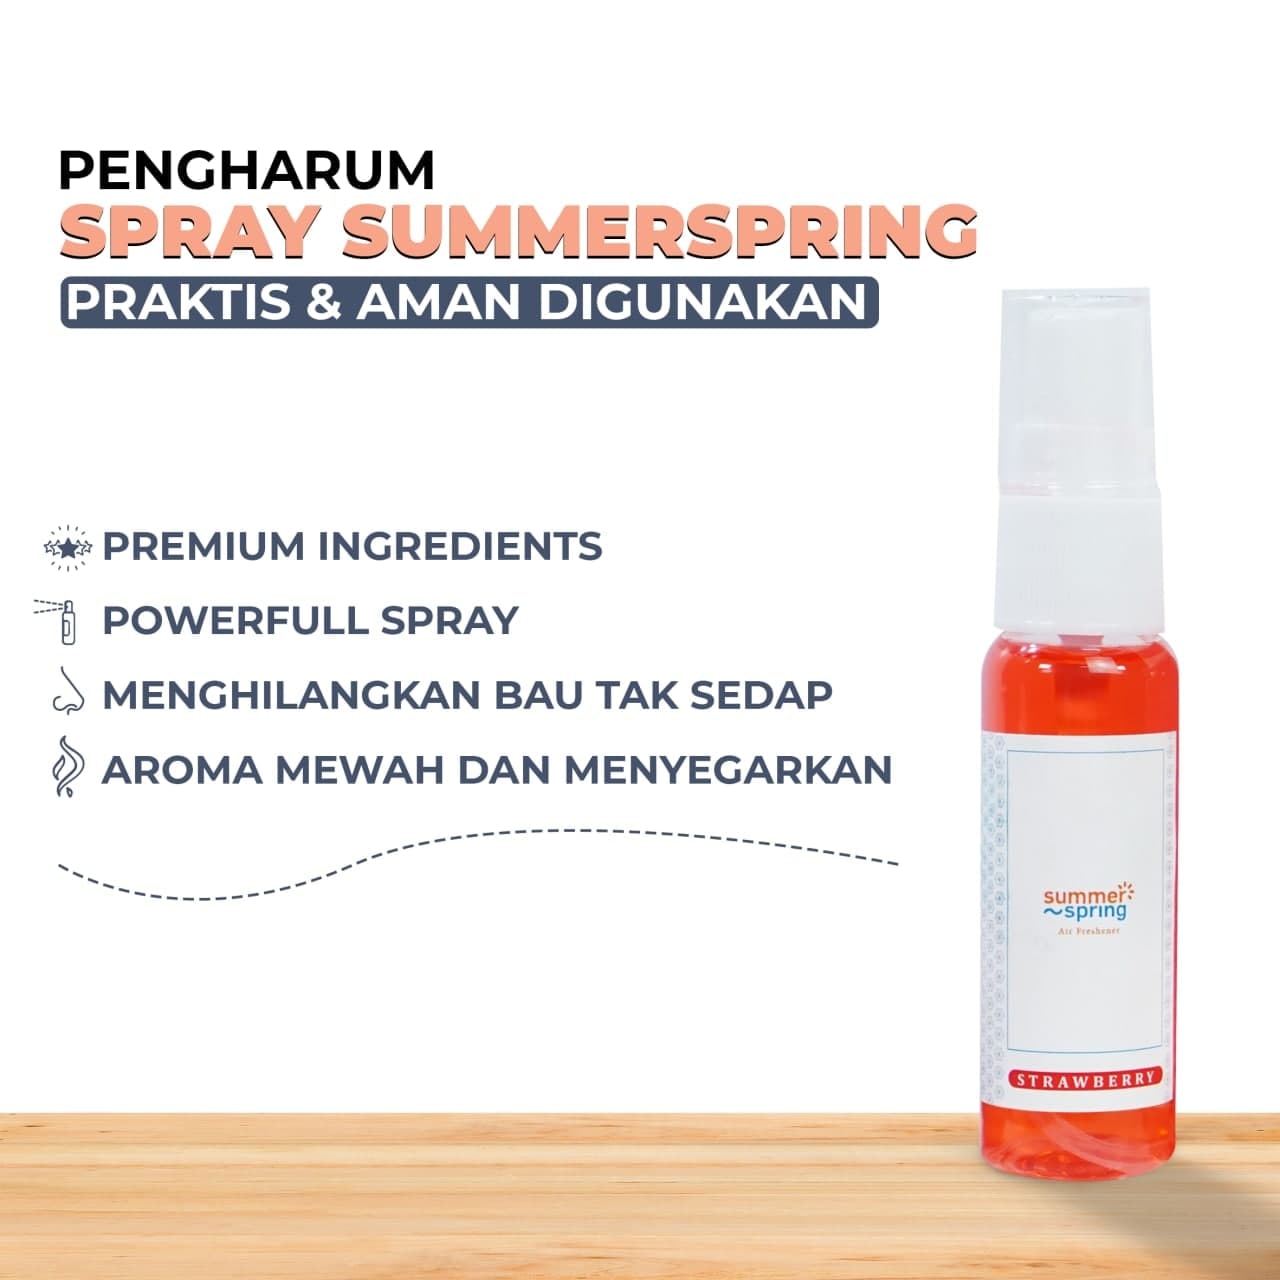 PENGHARUM
SPRAY SUMMERSPRING
PRAKTIS & AMAN DIGUNAKAN
PREMIUM INGREDIENTS
POWERFULL SPRAY
MENGHILANGKAN BAU TAK SEDAP
AROMA MEWAH DAN MENYEGARKAN
summer
spring
Air Freshener
STRAWBERRY